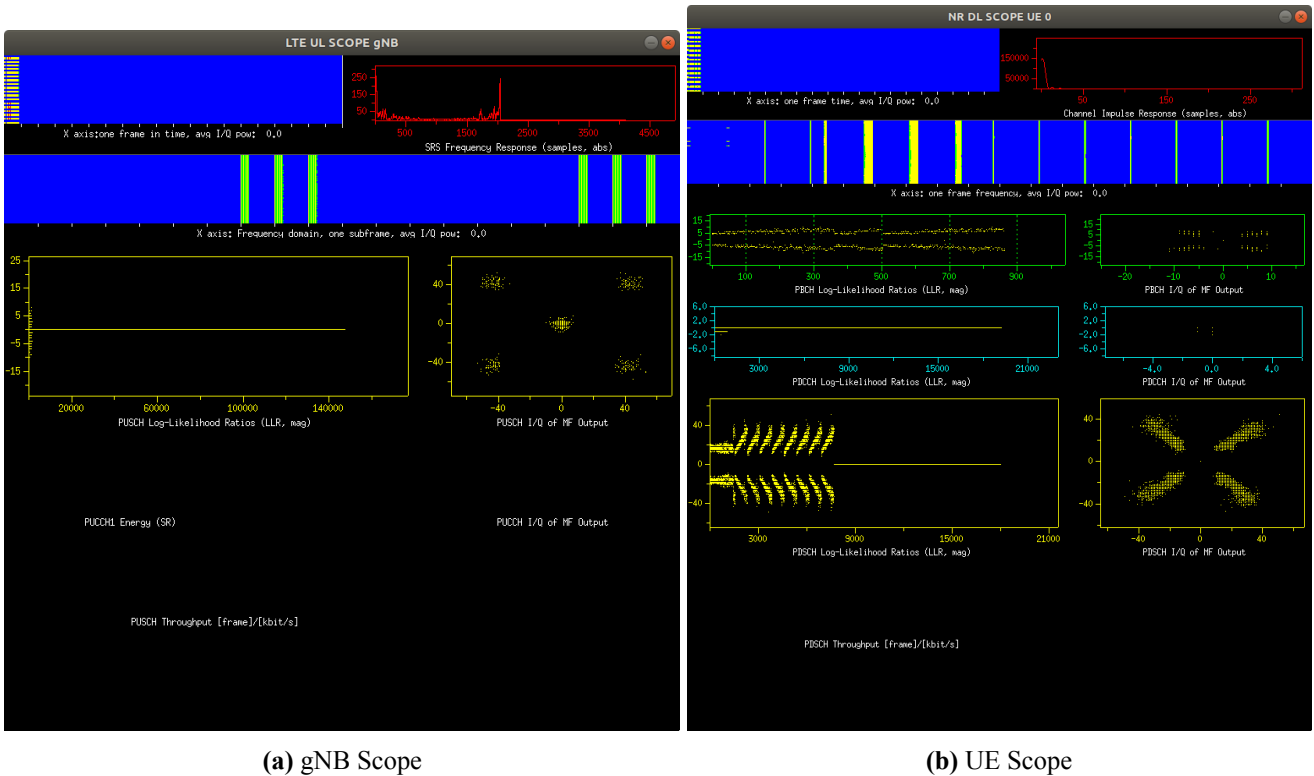 LTE UL SCOPE gNB
250
150
50
500 1500 2500 3500 4500
X axis:one frame in time, avg I/Q pow: 0.0
SRS Frequency Response (samples, abs)
X axis: Frequency domain, one subframe, avg I/Q pow: 0.0
25
15
5
-5
-15
20000 60000 100000 140000
PUSCH Log-Likelihood Ratios (LLR, mag)
40
0
-40
-40 0 40
PUSCH I/Q of MF Output
PUCCH1 Energy (SR)
PUCCH I/Q of MF Output
PUSCH Throughput [frame]/[kbit/s]
(a) gNB Scope
NR DL SCOPE UE 0
150000
50000
50 150 250
X axis: one frame time, avg I/Q pow: 0.0
Channel Impulse Response (samples, abs)
X axis: one frame frequency, avg I/Q pow: 0.0
15
5
-5
-15
100 300 500 700 900
PBCH Log-Likelihood Ratios (LLR, mag)
15
5
-5
-15
-20 -10 0 10
PBCH I/Q of MF Output
6.0
2.0
-2.0
-6.0
3000 9000 15000 21000
PDCCH Log-Likelihood Ratios (LLR, mag)
6.0
2.0
-2.0
-6.0
-4.0 0.0 4.0
PDCCH I/Q of MF Output
40
0
-40
3000 9000 15000 21000
PDSCH Log-Likelihood Ratios (LLR, mag)
40
0
-40
-40 0 40
PDSCH I/Q of MF Output
PDSCH Throughput [frame]/[kbit/s]
(b) UE Scope